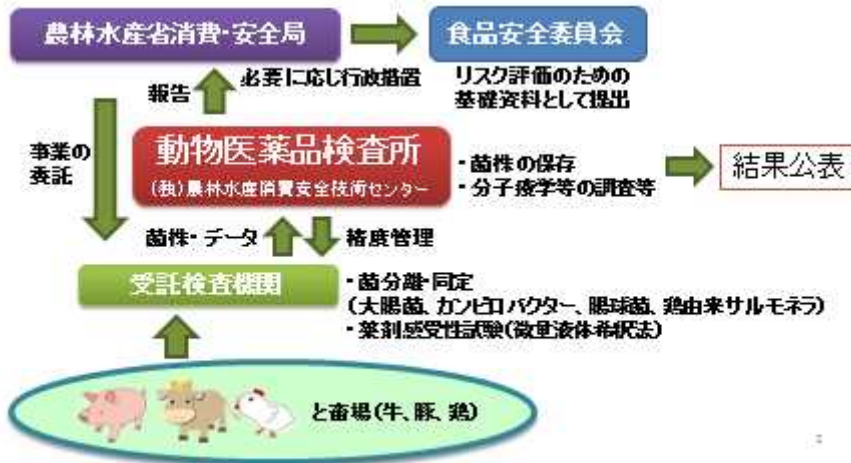 農林水産省消費・安全局
食品安全委員会
報告
必要に応じ行政措置
リスク評価のための
基礎資料として提出
事業の
委託
動物医薬品検査所
(独)農林水産消費安全技術センター
・菌株の保存
・分子疫学等の調査等
結果公表
菌株・データ
精度管理
受託検査機関
・菌分離・同定
(大腸菌、カンピロバクター、腸球菌、鶏由来サルモネラ)
・薬剤感受性試験(微量液体希釈法)
と畜場(牛、豚、鶏)